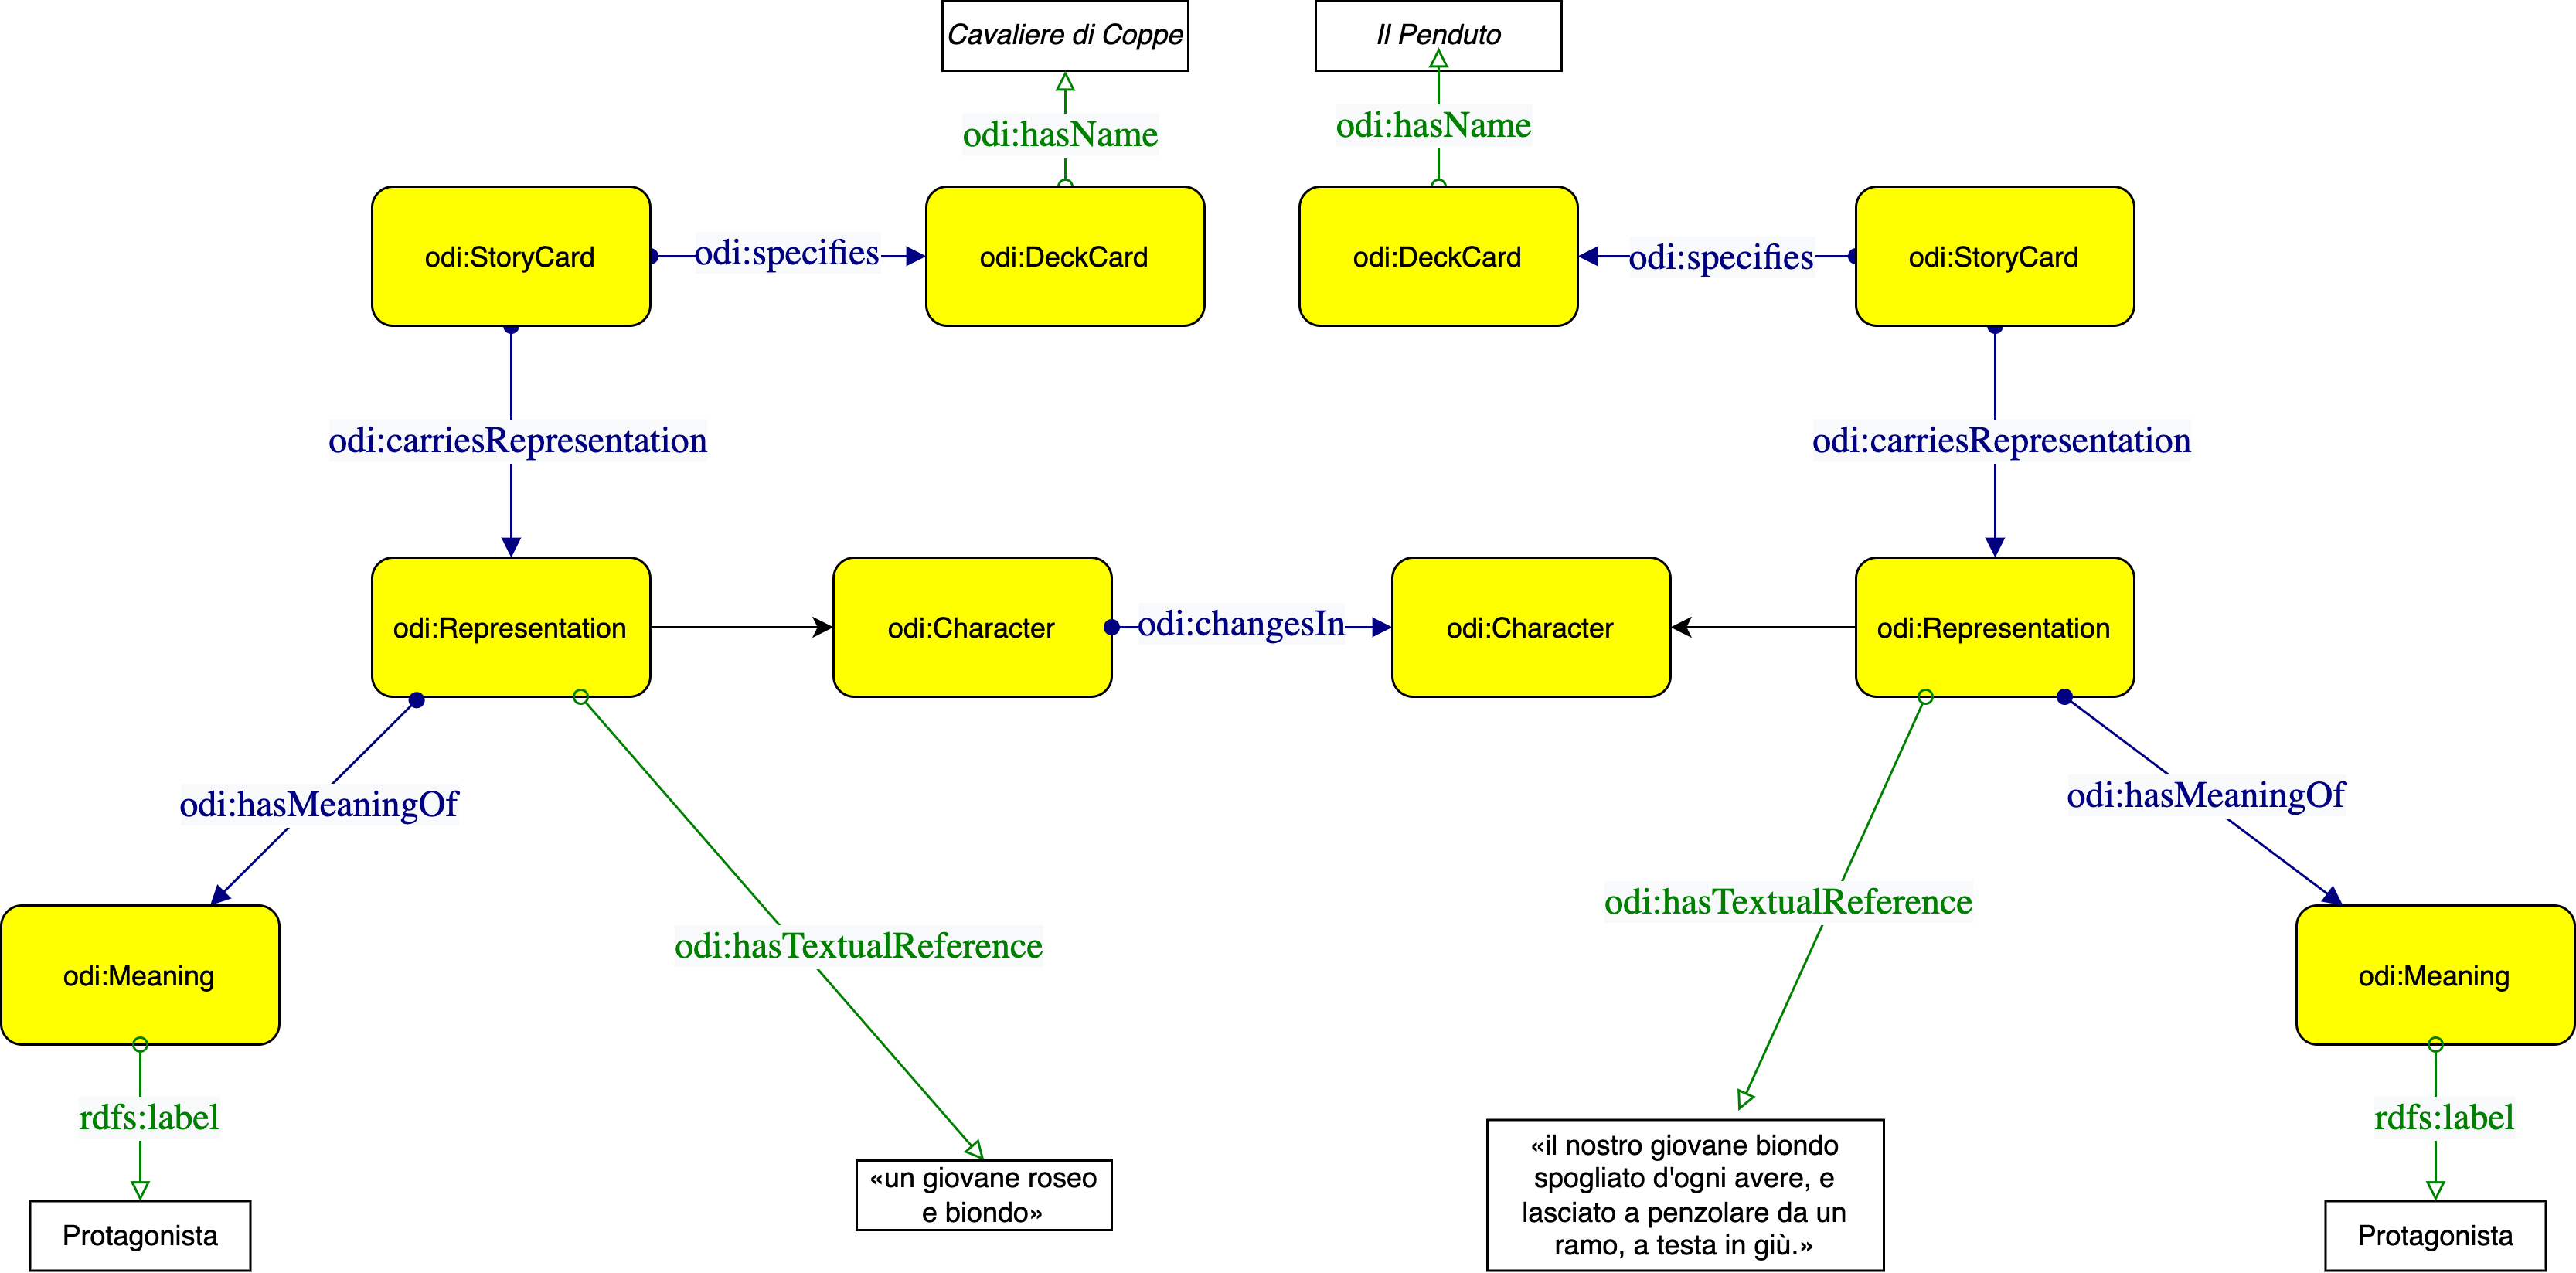 Cavaliere di Coppe
Il Penduto
odi:hasName
odi:hasName
odi:StoryCard
odi:specifies
odi:DeckCard
odi:DeckCard
odi:specifies
odi:StoryCard
odi:carriesRepresentation
odi:carriesRepresentation
odi:Representation
odi:Character
odi:changesIn
odi:Character
odi:Representation
odi:hasMeaningOf
odi:hasMeaningOf
odi:hasTextualReference
odi:hasTextualReference
odi:Meaning
odi:Meaning
rdfs:label
rdfs:label
Protagonista
«un giovane roseo
e biondo»
«il nostro giovane biondo
spogliato d'ogni avere, e
lasciato a penzolare da un
ramo, a testa in giù.»
Protagonista